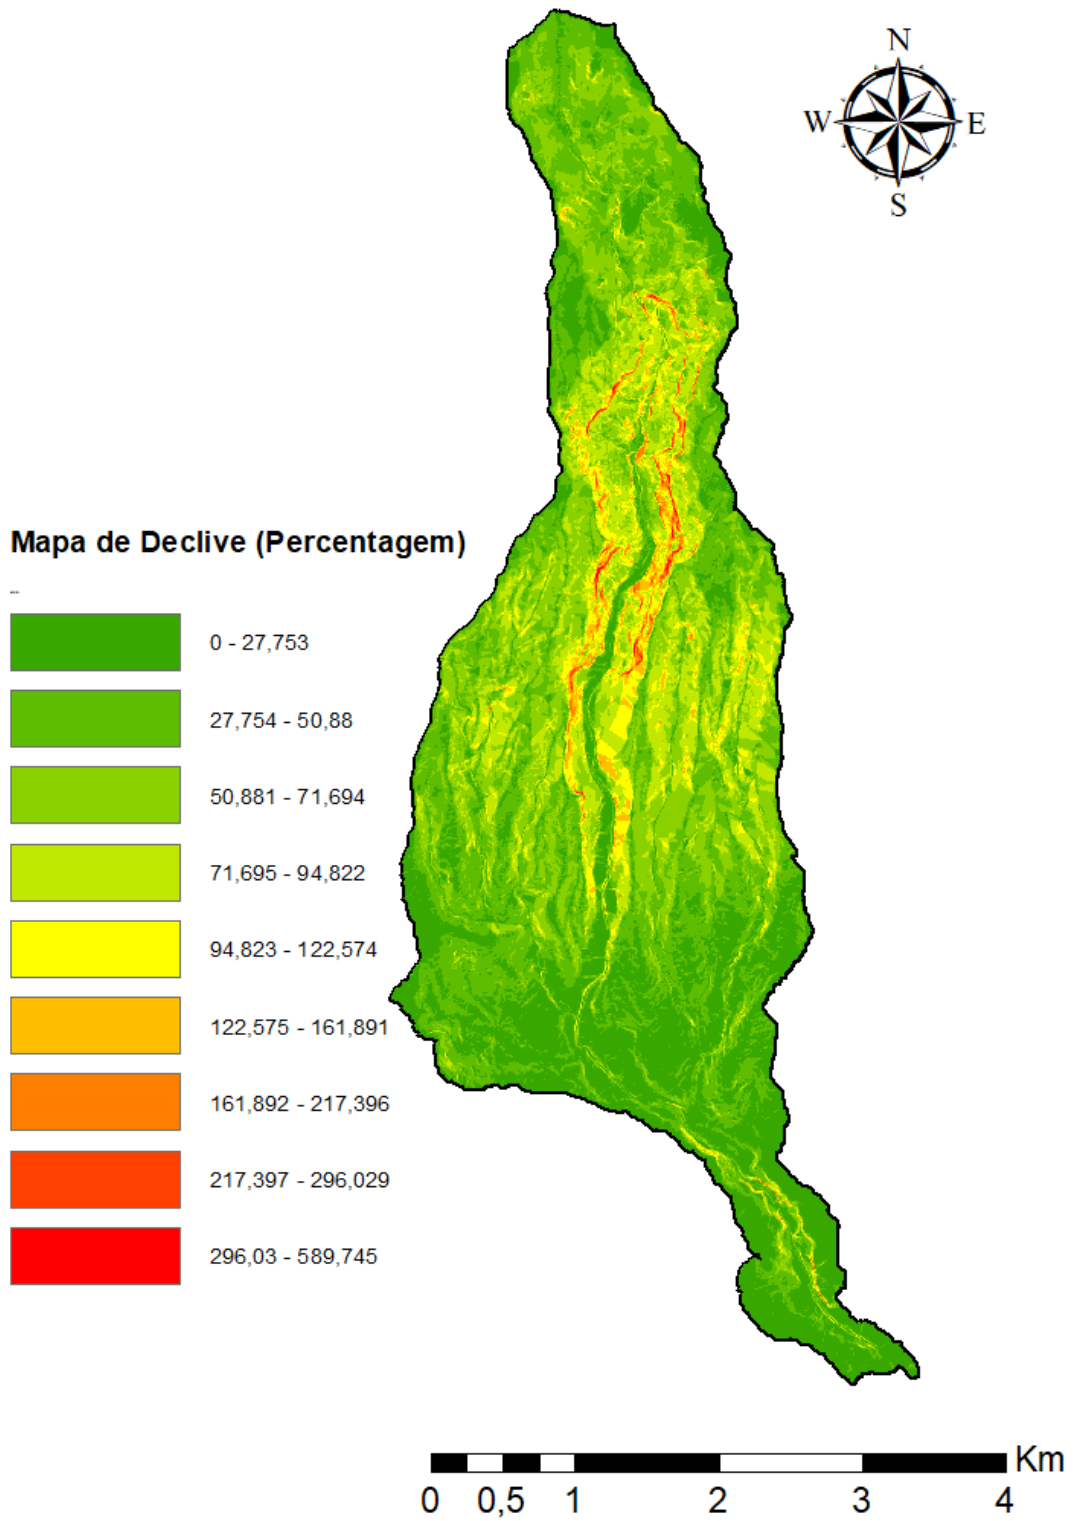 N
W E
S
Mapa de Declive (Percentagem)
0 - 27,753
27,754 - 50,88
50,881 - 71,694
71,695 - 94,822
94,823 - 122,574
122,575 - 161,891
161,892 - 217,396
217,397 - 296,029
296,03 - 589,745
Km
0 0,5 1 2 3 4